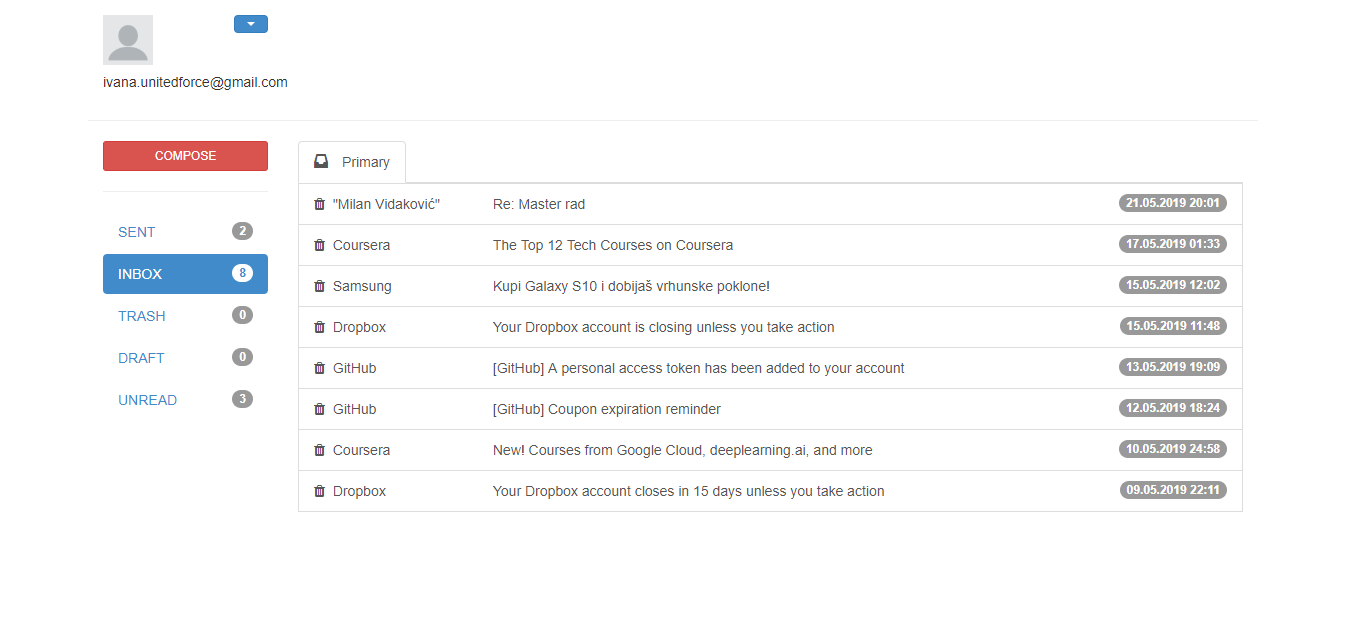 ivana.unitedforce@gmail.com
COMPOSE
SENT 2
INBOX 8
TRASH 0
DRAFT 0
UNREAD 3
Primary
"Milan Vidaković" Re: Master rad 21.05.2019 20:01
Coursera The Top 12 Tech Courses on Coursera 17.05.2019 01:33
Samsung Kupi Galaxy S10 i dobijaš vrhunske poklone! 15.05.2019 12:02
Dropbox Your Dropbox account is closing unless you take action 15.05.2019 11:48
GitHub [GitHub] A personal access token has been added to your account 13.05.2019 19:09
GitHub [GitHub] Coupon expiration reminder 12.05.2019 18:24
Coursera New! Courses from Google Cloud, deeplearning.ai, and more 10.05.2019 24:58
Dropbox Your Dropbox account closes in 15 days unless you take action 09.05.2019 22:11